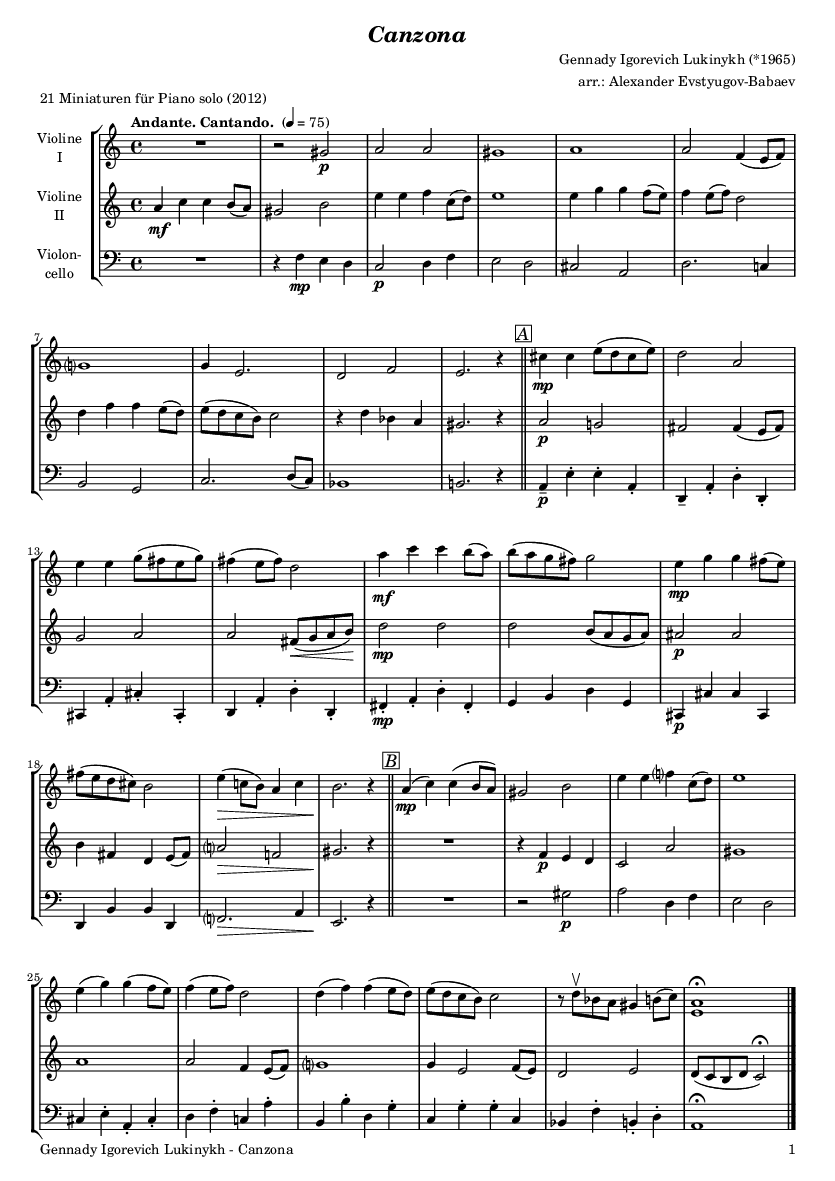 Canzona
Gennady Igorevich Lukinykh (*1965)
arr.: Alexander Evstyugov-Babaev
21 Miniaturen für Piano solo (2012)
Andante. Cantando. (♩ = 75)
Violine
I
p
Violine
II
mf
Violon-
cello
mp p
7
A
mp
p
p
13
mf mp
mp p
mp p
18
B
mp
p
p
25
Gennady Igorevich Lukinykh - Canzona 1